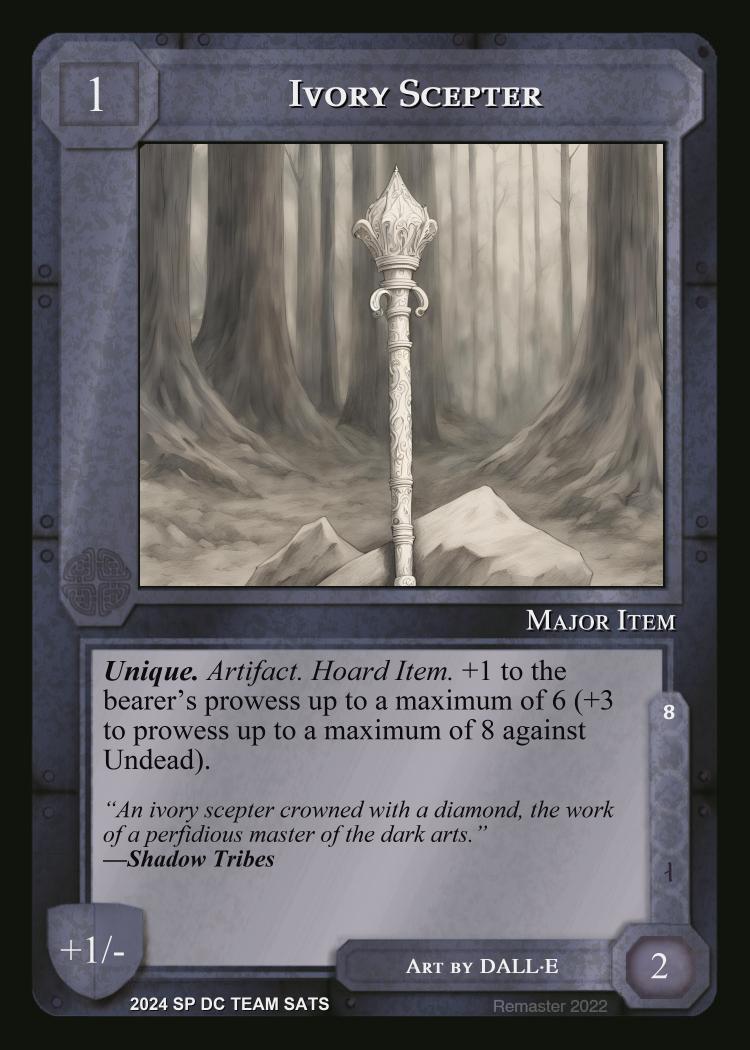 1
Ivory Scepter
Major Item
Unique. Artifact. Hoard Item. +1 to the
bearer’s prowess up to a maximum of 6 (+3
to prowess up to a maximum of 8 against
Undead).
“An ivory scepter crowned with a diamond, the work
of a perfidious master of the dark arts.”
—Shadow Tribes
8
+1/-
Art by DALL·E
2
2024 SP DC TEAM SATS
Remaster 2022